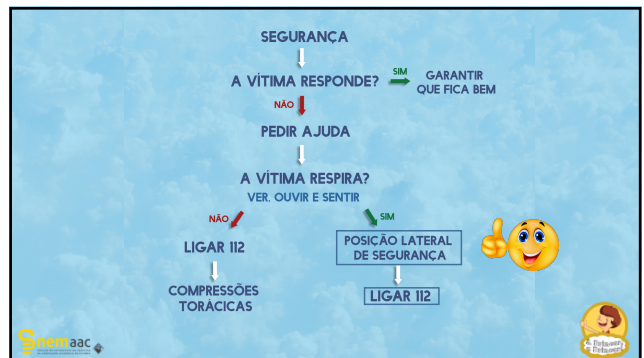 SEGURANÇA
A VÍTIMA RESPONDE?
SIM
GARANTIR
QUE FICA BEM
NÃO
PEDIR AJUDA
A VÍTIMA RESPIRA?
VER, OUVIR E SENTIR
NÃO
SIM
LIGAR 112
COMPRESSÕES
TORÁCICAS
POSIÇÃO LATERAL
DE SEGURANÇA
LIGAR 112
nemaac